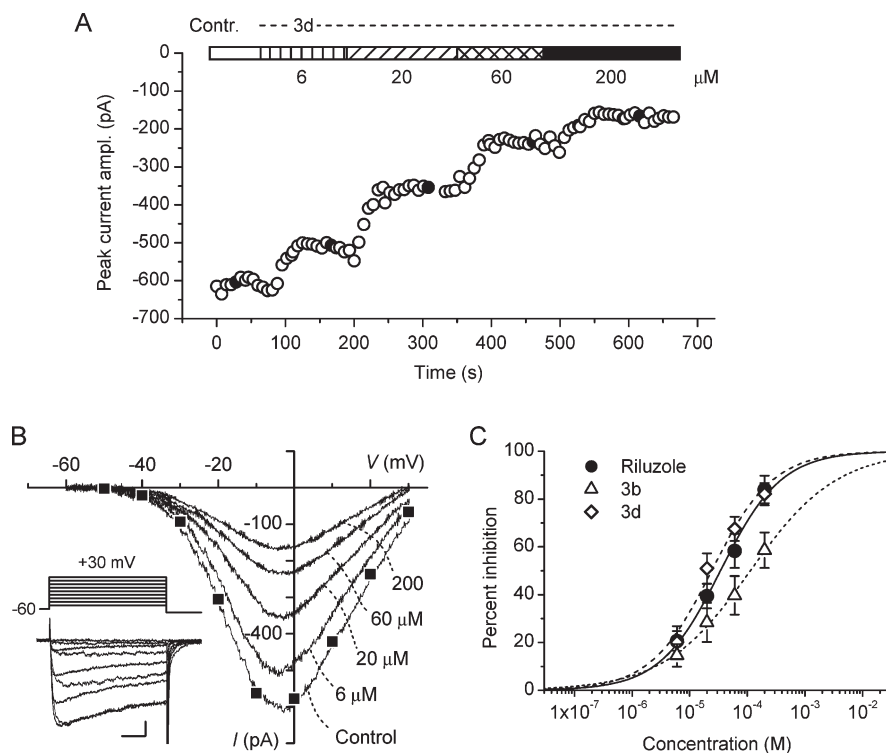 A
Contr.
3d
6
20
60
200
μM
0
-100
-200
-300
-400
-500
-600
-700
Peak current ampl. (pA)
0
100
200
300
400
500
600
700
Time (s)
B
-60
-40
-20
V (mV)
-100
-400
I (pA)
+30 mV
-60
200
60 μM
20 μM
6 μM
Control
C
100
80
60
40
20
0
Percent inhibition
Riluzole
3b
3d
1x10-7
10-6
10-5
10-4
10-3
10-2
Concentration (M)